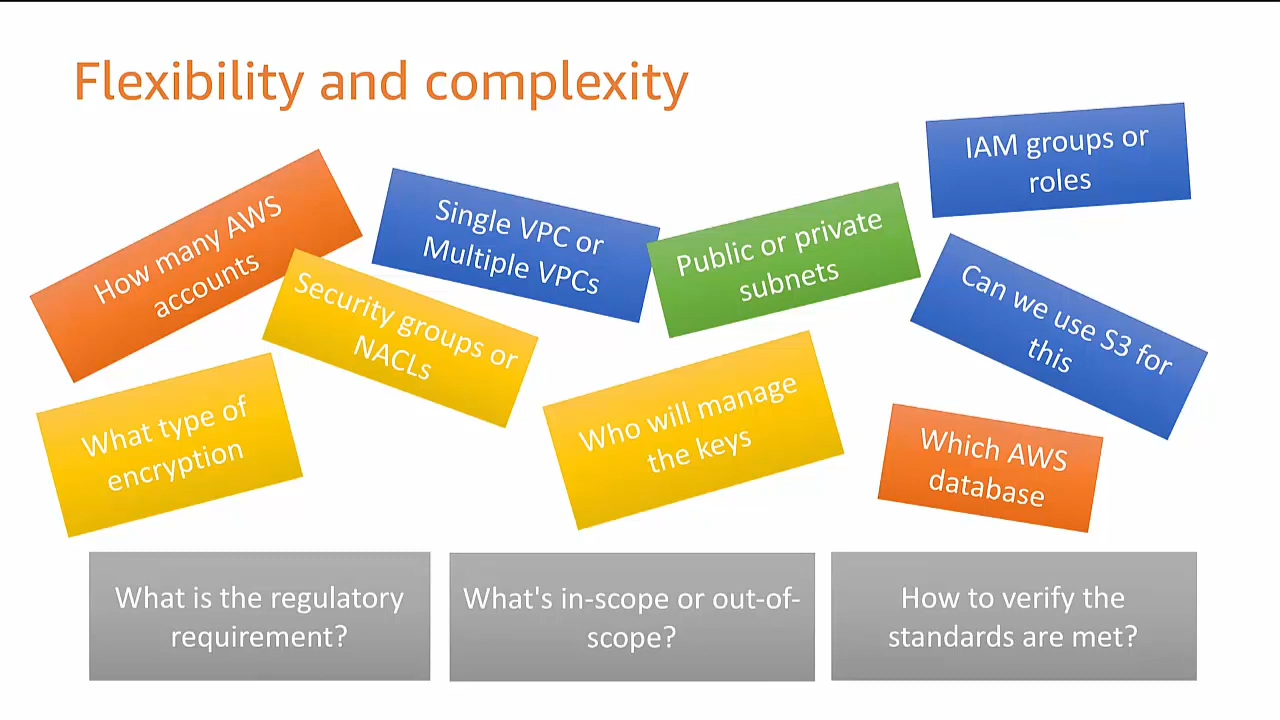 Flexibility and complexity
IAM groups or
roles
How many AWS
accounts
Single VPC or
Multiple VPCs
Public or private
subnets
Security groups or
NACLs
Can we use S3 for
this
What type of
encryption
Who will manage
the keys
Which AWS
database
What is the regulatory
requirement?
What's in-scope or out-of-
scope?
How to verify the
standards are met?